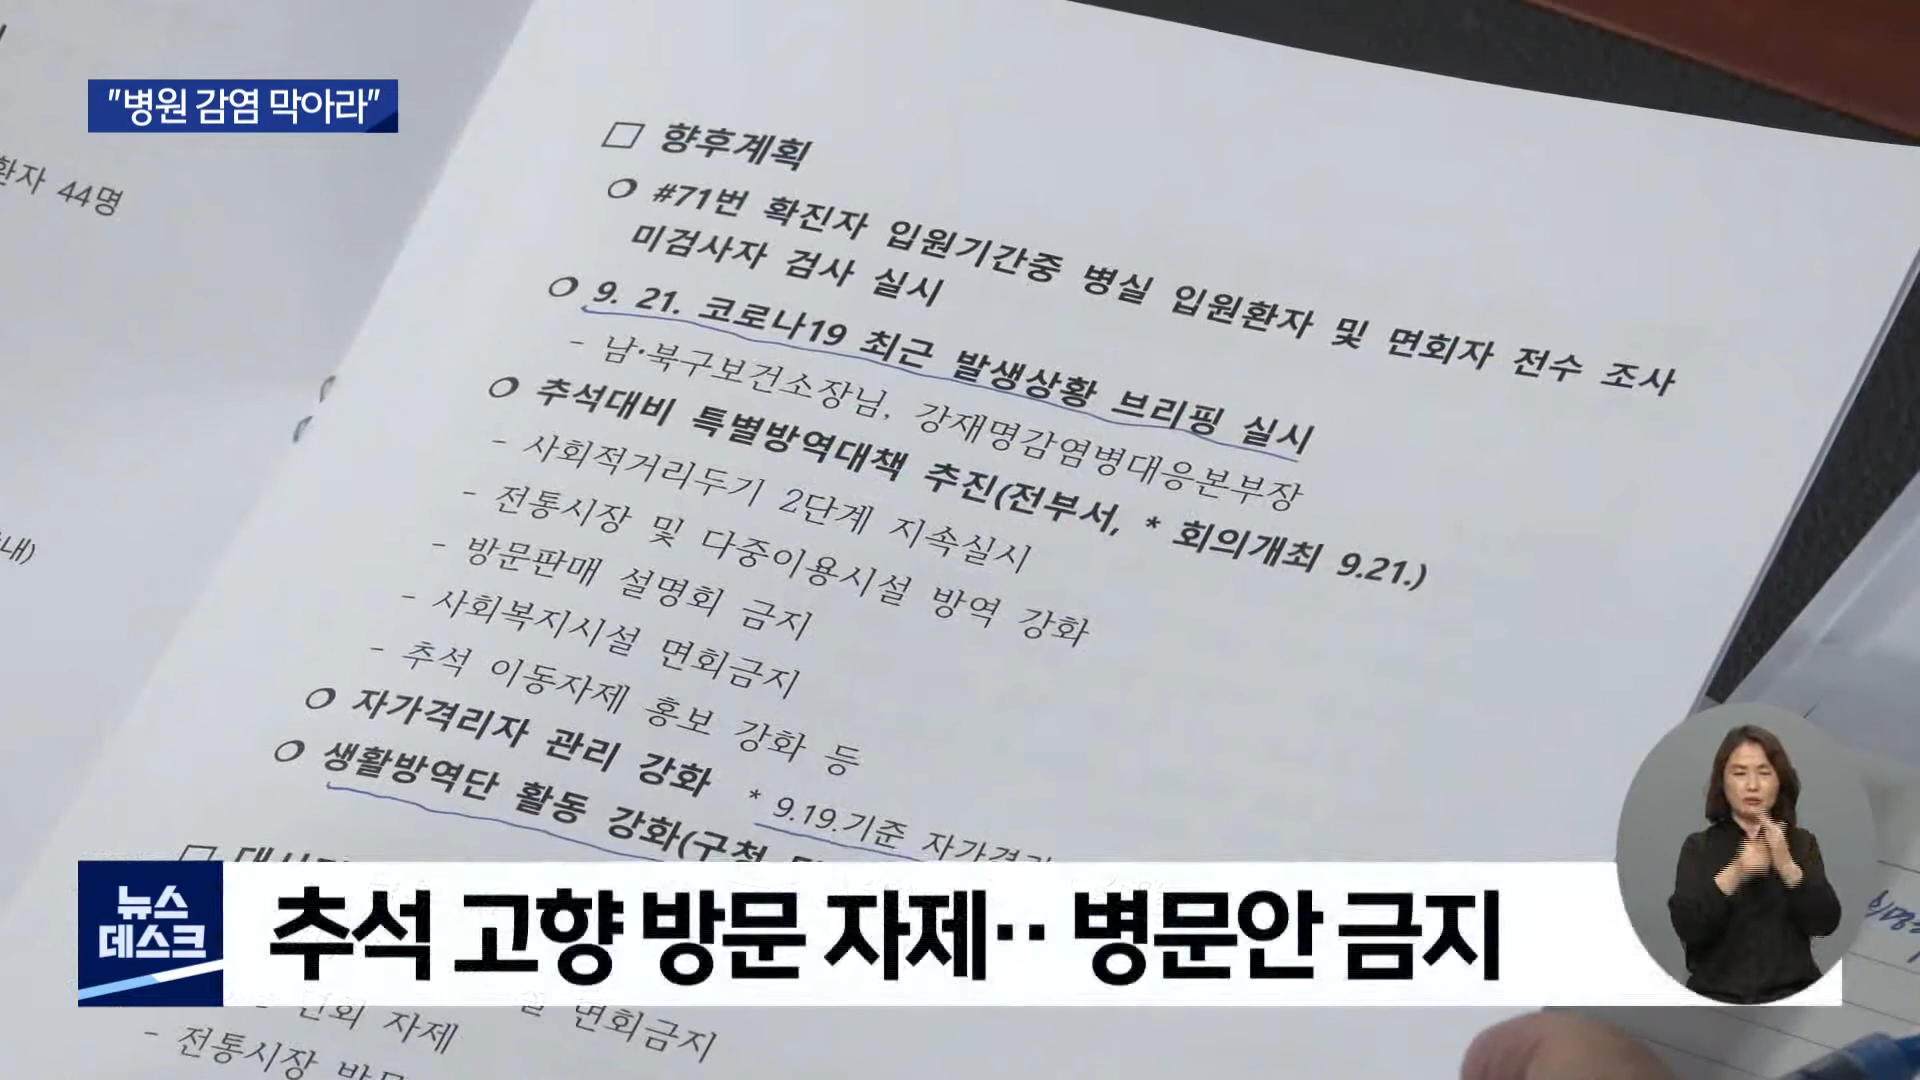 "병원 감염 막아라"
환자 44명
내)
□ 향후계획
○ #71번 확진자 입원기간중 병실 입원환자 및 면회자 전수 조사
미검사자 검사 실시
○ 9. 21. 코로나19 최근 발생상황 브리핑 실시
- 남·북구보건소장님, 강재명감염병대응본부장
○ 추석대비 특별방역대책 추진(전부서, * 회의개최 9.21.)
- 사회적거리두기 2단계 지속실시
- 전통시장 및 다중이용시설 방역 강화
- 방문판매 설명회 금지
- 사회복지시설 면회금지
- 추석 이동자제 홍보 강화 등
○ 자가격리자 관리 강화 * 9.19.기준
○ 생활방역단 활동 강화(구청
뉴스
데스크
추석 고향 방문 자제·· 병문안 금지
면회 자제
면회금지
- 전통시장